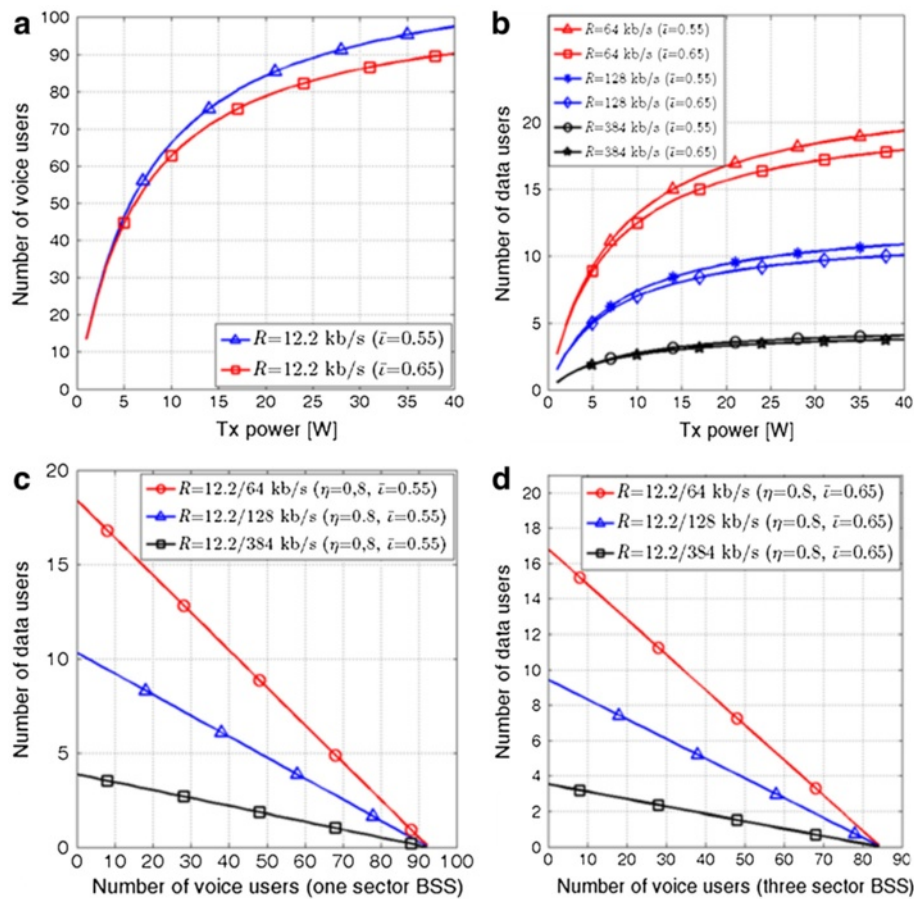 a
Number of voice users
100
90
80
70
60
50
40
30
20
10
0
R=12.2 kb/s (ῑ=0.55)
R=12.2 kb/s (ῑ=0.65)
0 5 10 15 20 25 30 35 40
Tx power [W]
b
Number of data users
20
15
10
5
0
R=64 kb/s (ῑ=0.55)
R=64 kb/s (ῑ=0.65)
R=128 kb/s (ῑ=0.55)
R=128 kb/s (ῑ=0.65)
R=384 kb/s (ῑ=0.55)
R=384 kb/s (ῑ=0.65)
0 5 10 15 20 25 30 35 40
Tx power [W]
c
Number of data users
20
15
10
5
0
R=12.2/64 kb/s (η=0,8, ῑ=0.55)
R=12.2/128 kb/s (η=0.8, ῑ=0.55)
R=12.2/384 kb/s (η=0,8, ῑ=0.55)
0 10 20 30 40 50 60 70 80 90 100
Number of voice users (one sector BSS)
d
Number of data users
20
18
16
14
12
10
8
6
4
2
0
R=12.2/64 kb/s (η=0.8, ῑ=0.65)
R=12.2/128 kb/s (η=0.8, ῑ=0.65)
R=12.2/384 kb/s (η=0.8, ῑ=0.65)
0 10 20 30 40 50 60 70 80 90
Number of voice users (three sector BSS)